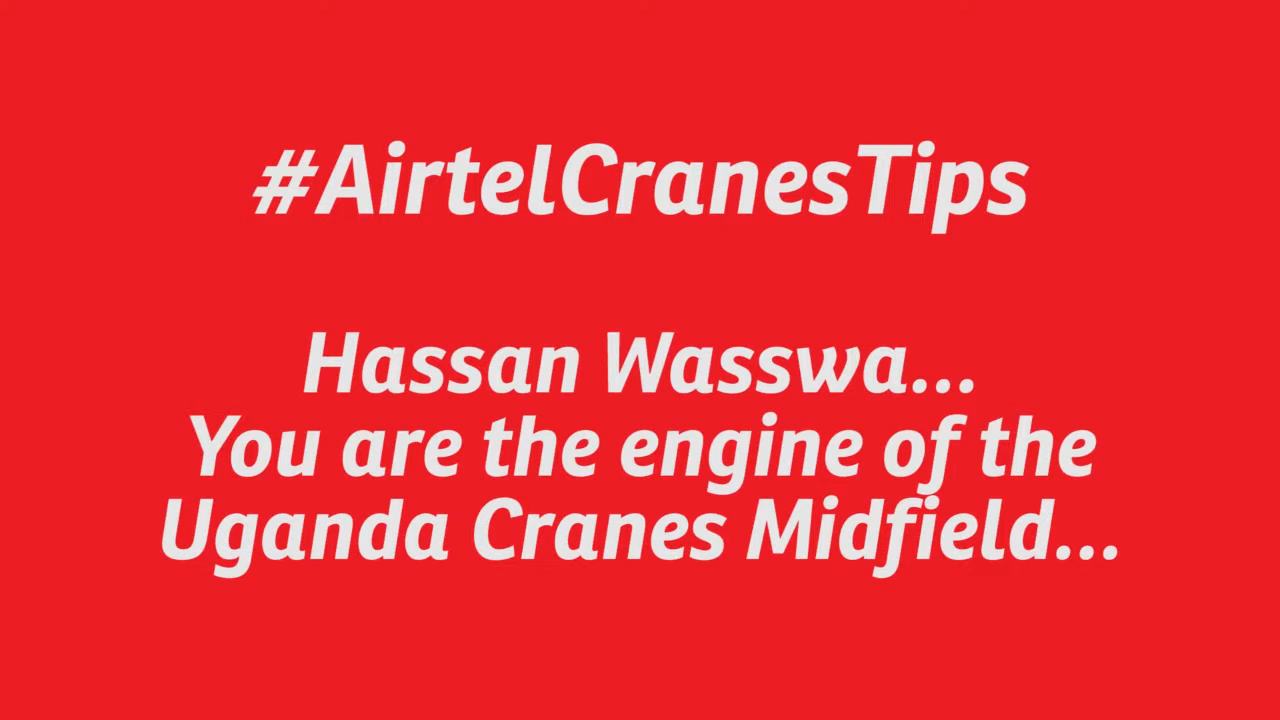 #AirtelCranesTips
Hassan Wasswa...
You are the engine of the
Uganda Cranes Midfield...